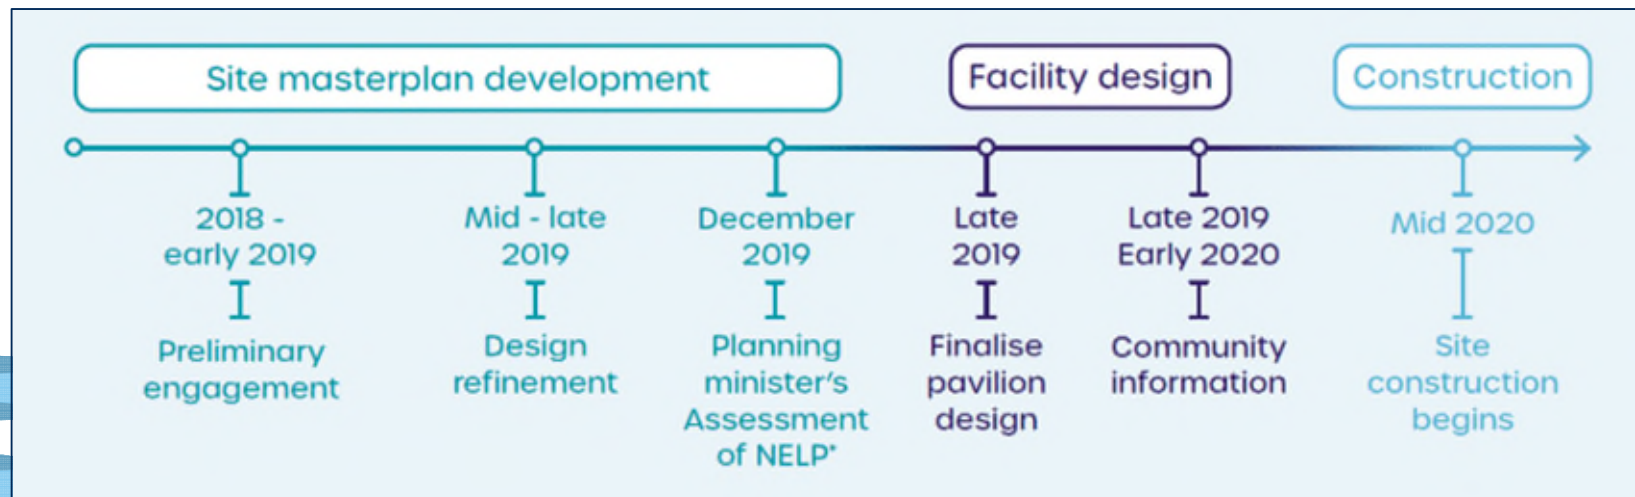 Site masterplan development
Facility design
Construction
2018 -
early 2019
Preliminary
engagement
Mid - late
2019
Design
refinement
December
2019
Planning
minister's
Assessment
of NELP*
Late
2019
Finalise
pavilion
design
Late 2019
Early 2020
Community
information
Mid 2020
Site
construction
begins